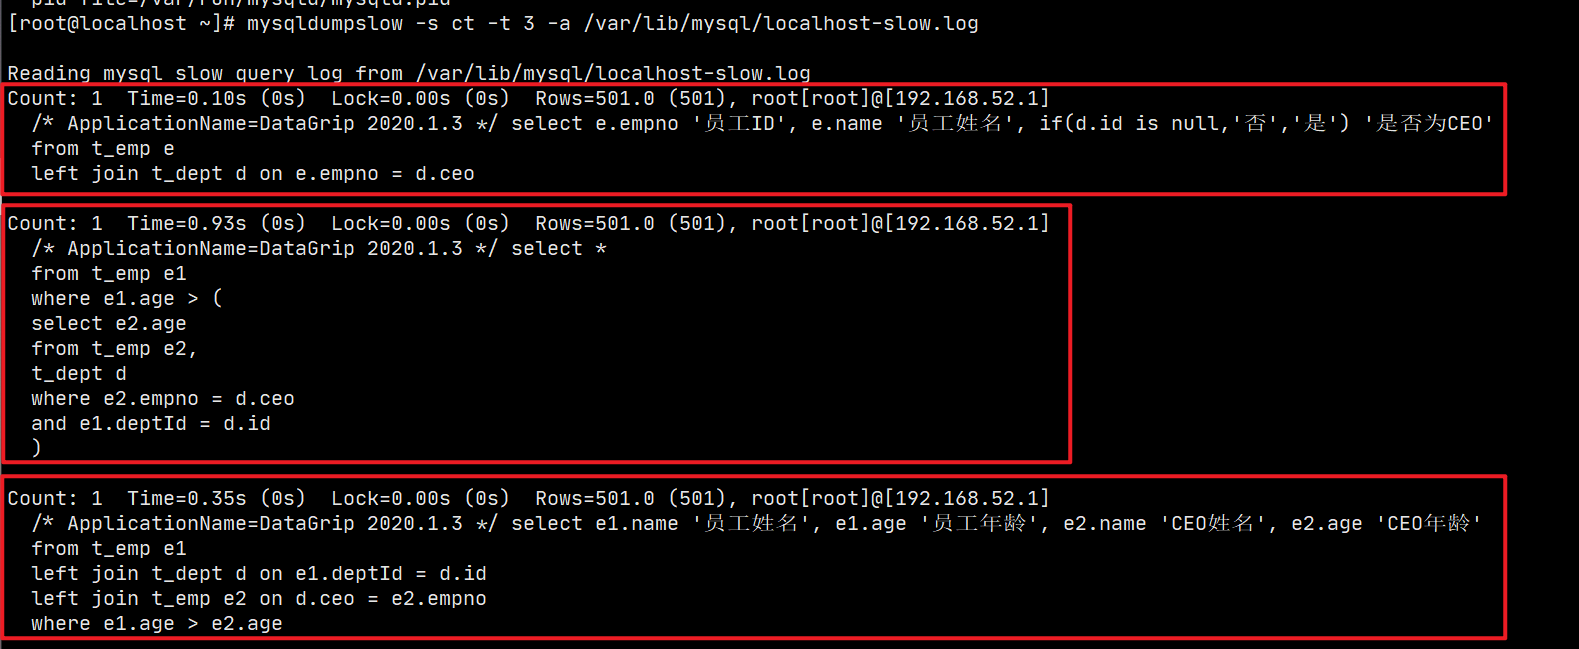 pid-file=/var/run/mysqld/mysqld.pid
[root@localhost ~]# mysqldumpslow -s ct -t 3 -a /var/lib/mysql/localhost-slow.log
Reading mysql slow query log from /var/lib/mysql/localhost-slow.log
Count: 1  Time=0.10s (0s)  Lock=0.00s (0s)  Rows=501.0 (501), root[root]@[192.168.52.1]
  /* ApplicationName=DataGrip 2020.1.3 */ select e.empno '员工ID', e.name '员工姓名', if(d.id is null,'否','是') '是否为CEO'
  from t_emp e
  left join t_dept d on e.empno = d.ceo
Count: 1  Time=0.93s (0s)  Lock=0.00s (0s)  Rows=501.0 (501), root[root]@[192.168.52.1]
  /* ApplicationName=DataGrip 2020.1.3 */ select *
  from t_emp e1
  where e1.age > (
  select e2.age
  from t_emp e2,
  t_dept d
  where e2.empno = d.ceo
  and e1.deptId = d.id
  )
Count: 1  Time=0.35s (0s)  Lock=0.00s (0s)  Rows=501.0 (501), root[root]@[192.168.52.1]
  /* ApplicationName=DataGrip 2020.1.3 */ select e1.name '员工姓名', e1.age '员工年龄', e2.name 'CEO姓名', e2.age 'CEO年龄'
  from t_emp e1
  left join t_dept d on e1.deptId = d.id
  left join t_emp e2 on d.ceo = e2.empno
  where e1.age > e2.age